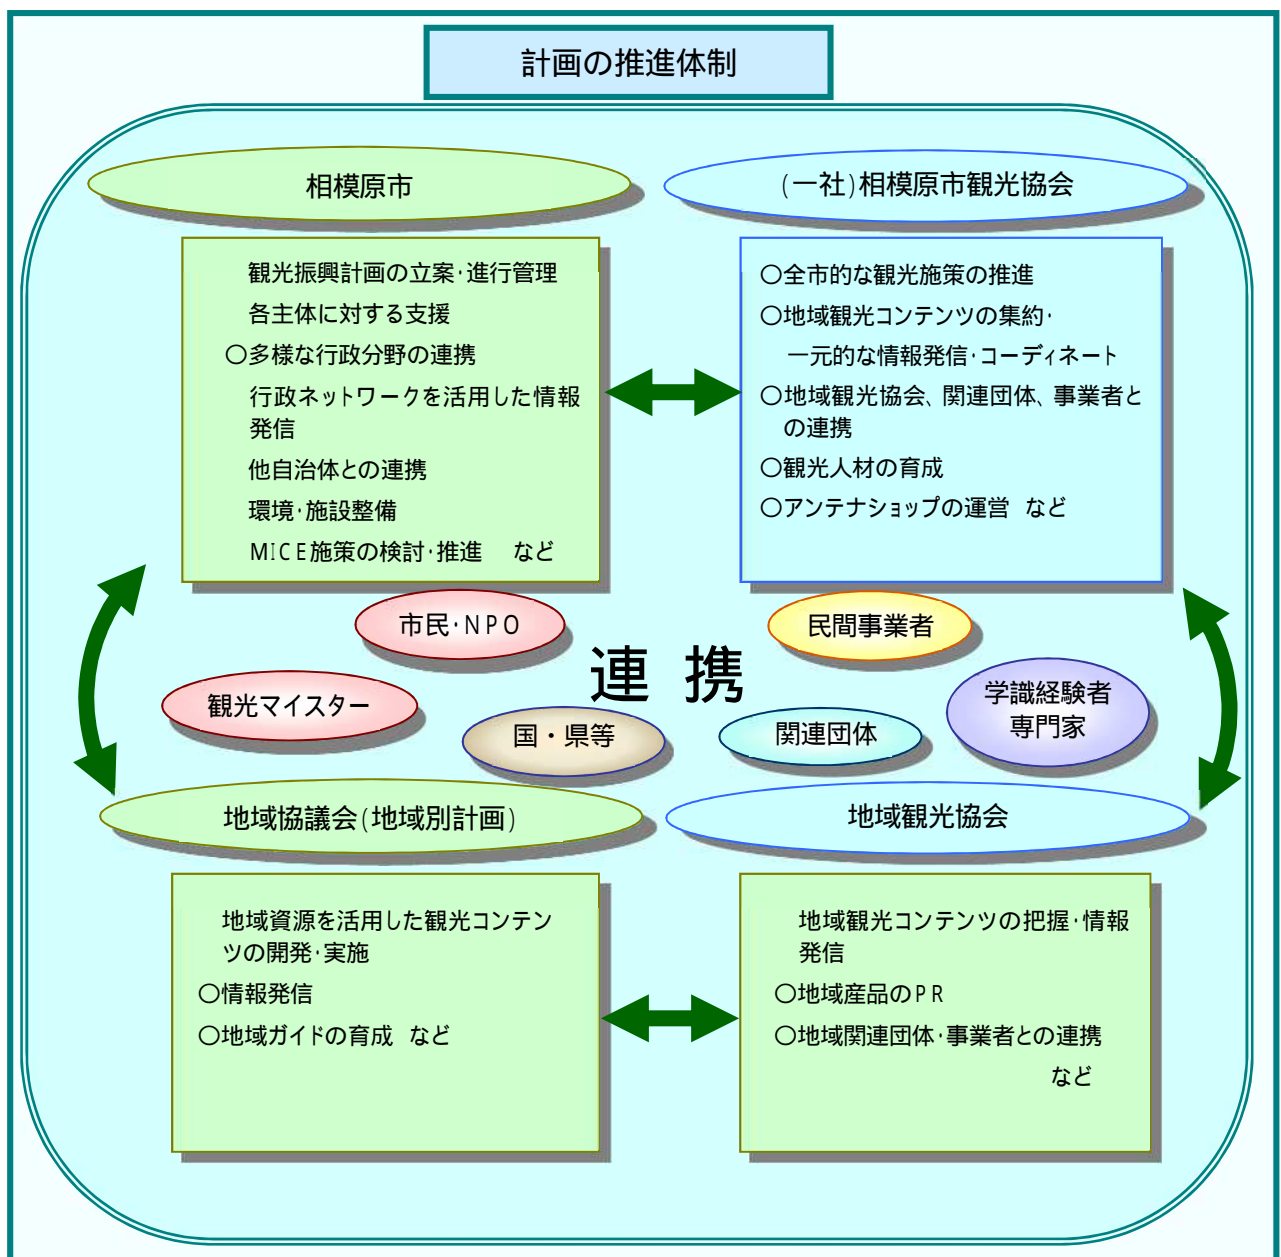 計画の推進体制
相模原市
観光振興計画の立案・進行管理
各主体に対する支援
○多様な行政分野の連携
行政ネットワークを活用した情報
発信
他自治体との連携
環境・施設整備
MICE施策の検討・推進 など
(一社)相模原市観光協会
○全市的な観光施策の推進
○地域観光コンテンツの集約・
一元的な情報発信・コーディネート
○地域観光協会、関連団体、事業者と
の連携
○観光人材の育成
○アンテナショップの運営 など
市民・NPO
民間事業者
連 携
観光マイスター
国・県等
関連団体
学識経験者
専門家
地域協議会(地域別計画)
地域資源を活用した観光コンテン
ツの開発・実施
○情報発信
○地域ガイドの育成 など
地域観光協会
地域観光コンテンツの把握・情報
発信
○地域産品のPR
○地域関連団体・事業者との連携
など